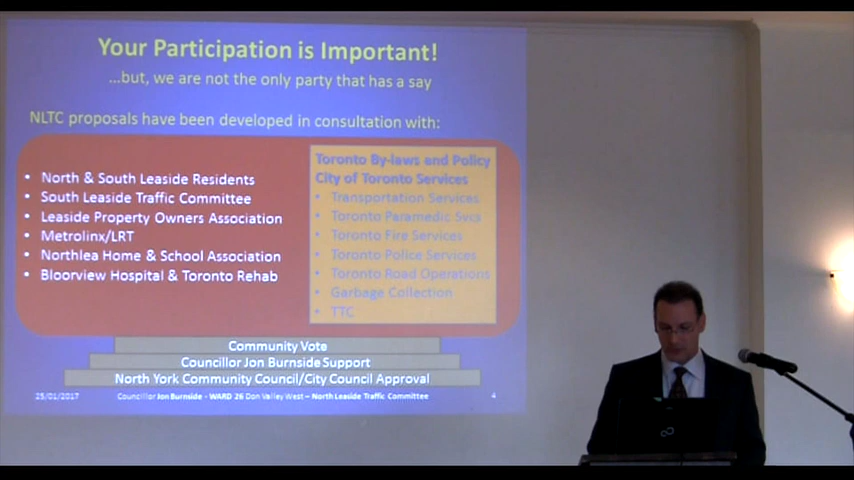 Your Participation is Important!
...but, we are not the only party that has a say
NLTC proposals have been developed in consultation with:
• North & South Leaside Residents
• South Leaside Traffic Committee
• Leaside Property Owners Association
• Metrolinx/LRT
• Northlea Home & School Association
• Bloorview Hospital & Toronto Rehab
Toronto By-laws and Policy
City of Toronto Services
• Transportation Services
• Toronto Paramedic Svcs
• Toronto Fire Services
• Toronto Police Services
• Toronto Road Operations
• Garbage Collection
• TTC
Community Vote
Councillor Jon Burnside Support
North York Community Council/City Council Approval
25/01/2017
Councillor Jon Burnside - WARD 26 Don Valley West – North Leaside Traffic Committee
4